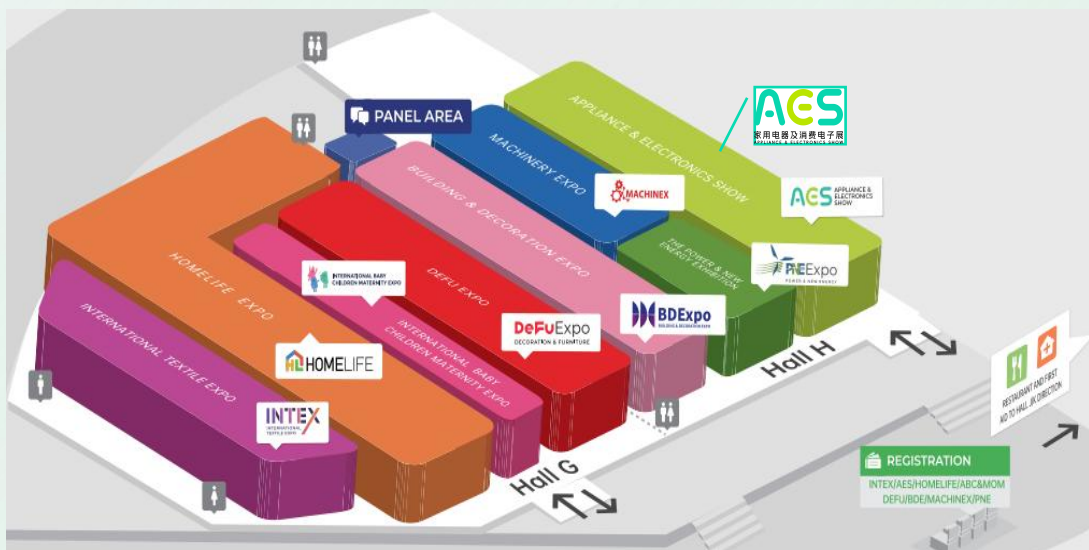 PANEL AREA
APPLIANCE & ELECTRONICS SHOW
AES
家用电器及消费电子展
APPLIANCE & ELECTRONICS SHOW
MACHINERY EXPO
MACHINEX
AES APPLIANCE &
ELECTRONICS
SHOW
BUILDING & DECORATION EXPO
THE POWER & NEW
ENERGY EXHIBITION
PNEExpo
POWER & NEW ENERGY
HOMELIFE EXPO
INTERNATIONAL BABY
CHILDREN MATERNITY EXPO
DEFU EXPO
BDExpo
BUILDING & DECORATION EXPO
DeFuExpo
DECORATION & FURNITURE
INTERNATIONAL BABY
CHILDREN MATERNITY EXPO
HL HOMELIFE
INTERNATIONAL TEXTILE EXPO
INTEX
INTERNATIONAL
TEXTILE EXPO
Hall H
Hall G
RESTAURANT AND FIRST
AID TO HALL J/K DIRECTION
REGISTRATION
INTEX/AES/HOMELIFE/ABC&MOM
DEFU/BDE/MACHINEX/PNE